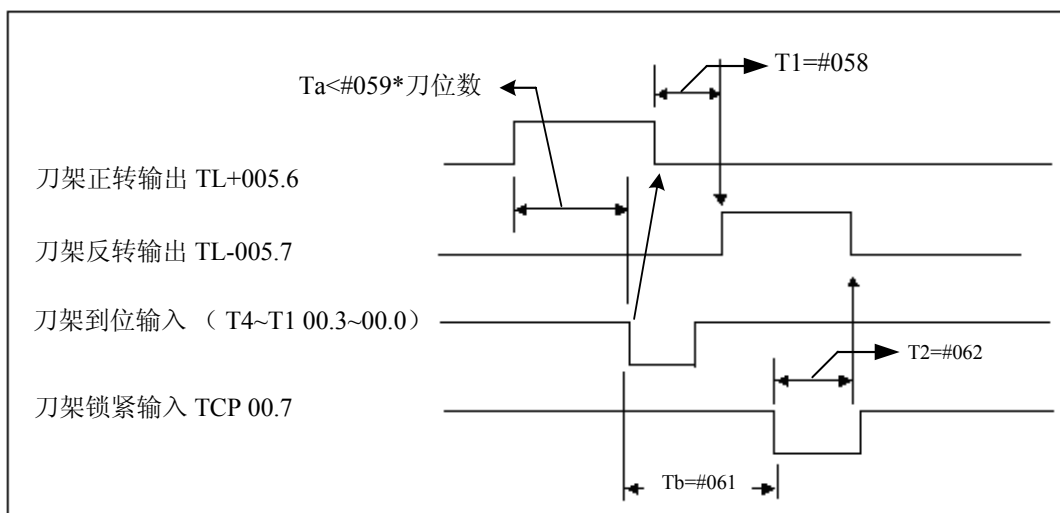 T1=#058
Ta<#059*刀位数
刀架正转输出 TL+005.6
刀架反转输出 TL-005.7
刀架到位输入 （ T4~T1 00.3~00.0）
T2=#062
刀架锁紧输入 TCP 00.7
Tb=#061